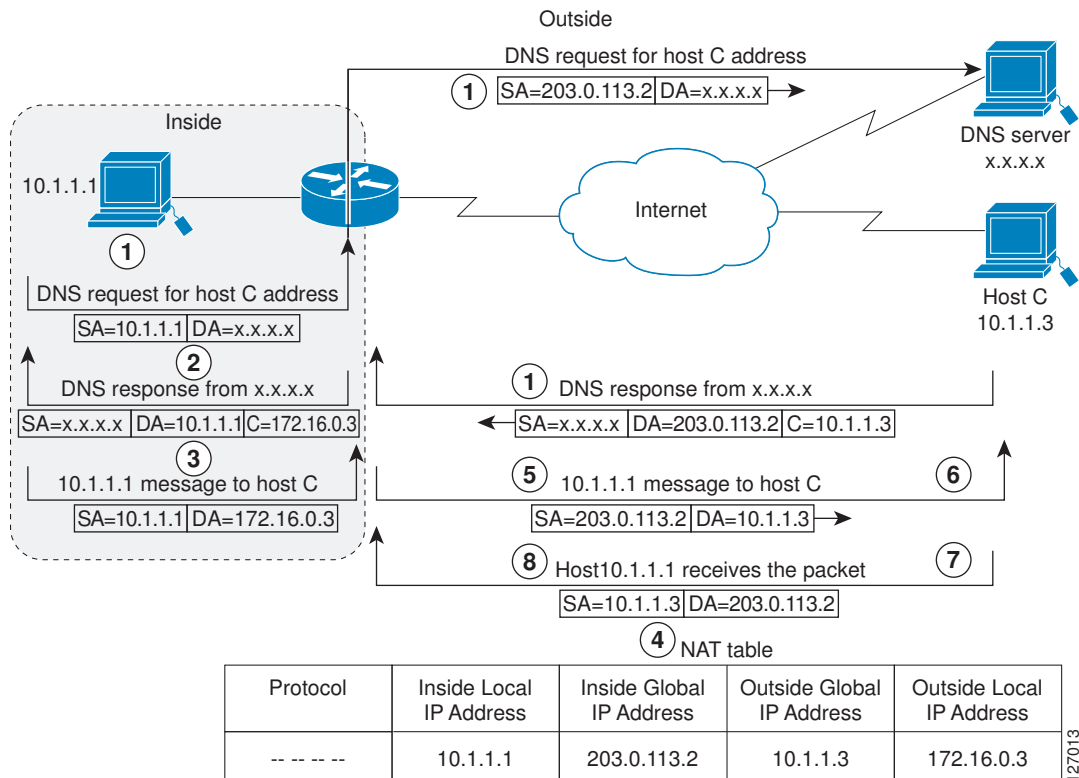 Outside
DNS request for host C address
1 SA=203.0.113.2 DA=x.x.x.x
Inside
10.1.1.1
DNS server
x.x.x.x
Internet
1
DNS request for host C address
SA=10.1.1.1 DA=x.x.x.x
Host C
10.1.1.3
2
DNS response from x.x.x.x
SA=x.x.x.x DA=10.1.1.1 C=172.16.0.3
1 DNS response from x.x.x.x
SA=x.x.x.x DA=203.0.113.2 C=10.1.1.3
3
10.1.1.1 message to host C
SA=10.1.1.1 DA=172.16.0.3
5 10.1.1.1 message to host C 6
SA=203.0.113.2 DA=10.1.1.3
8 Host10.1.1.1 receives the packet 7
SA=10.1.1.3 DA=203.0.113.2
4 NAT table
Protocol Inside Local IP Address Inside Global IP Address Outside Global IP Address Outside Local IP Address
-- -- -- -- 10.1.1.1 203.0.113.2 10.1.1.3 172.16.0.3
127013